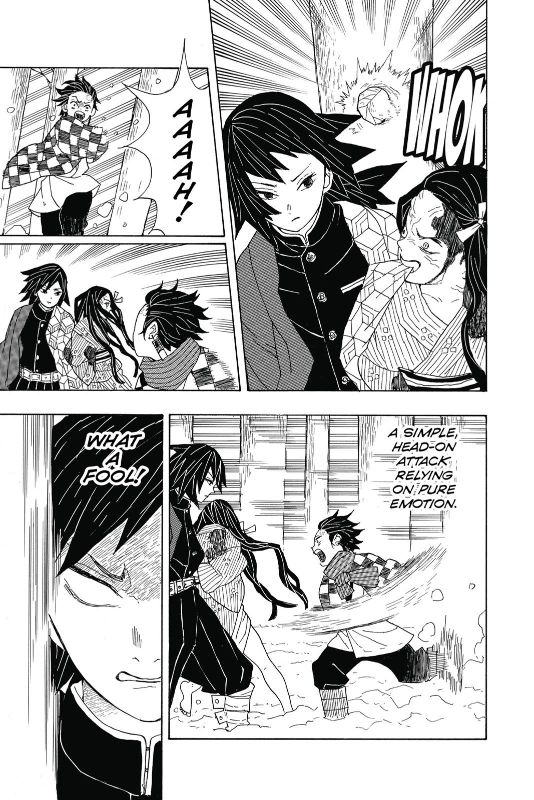 WHOK
AAAAH!
A SIMPLE,
HEAD-ON
ATTACK
RELYING
ON PURE
EMOTION.
WHAT
A
FOOL!